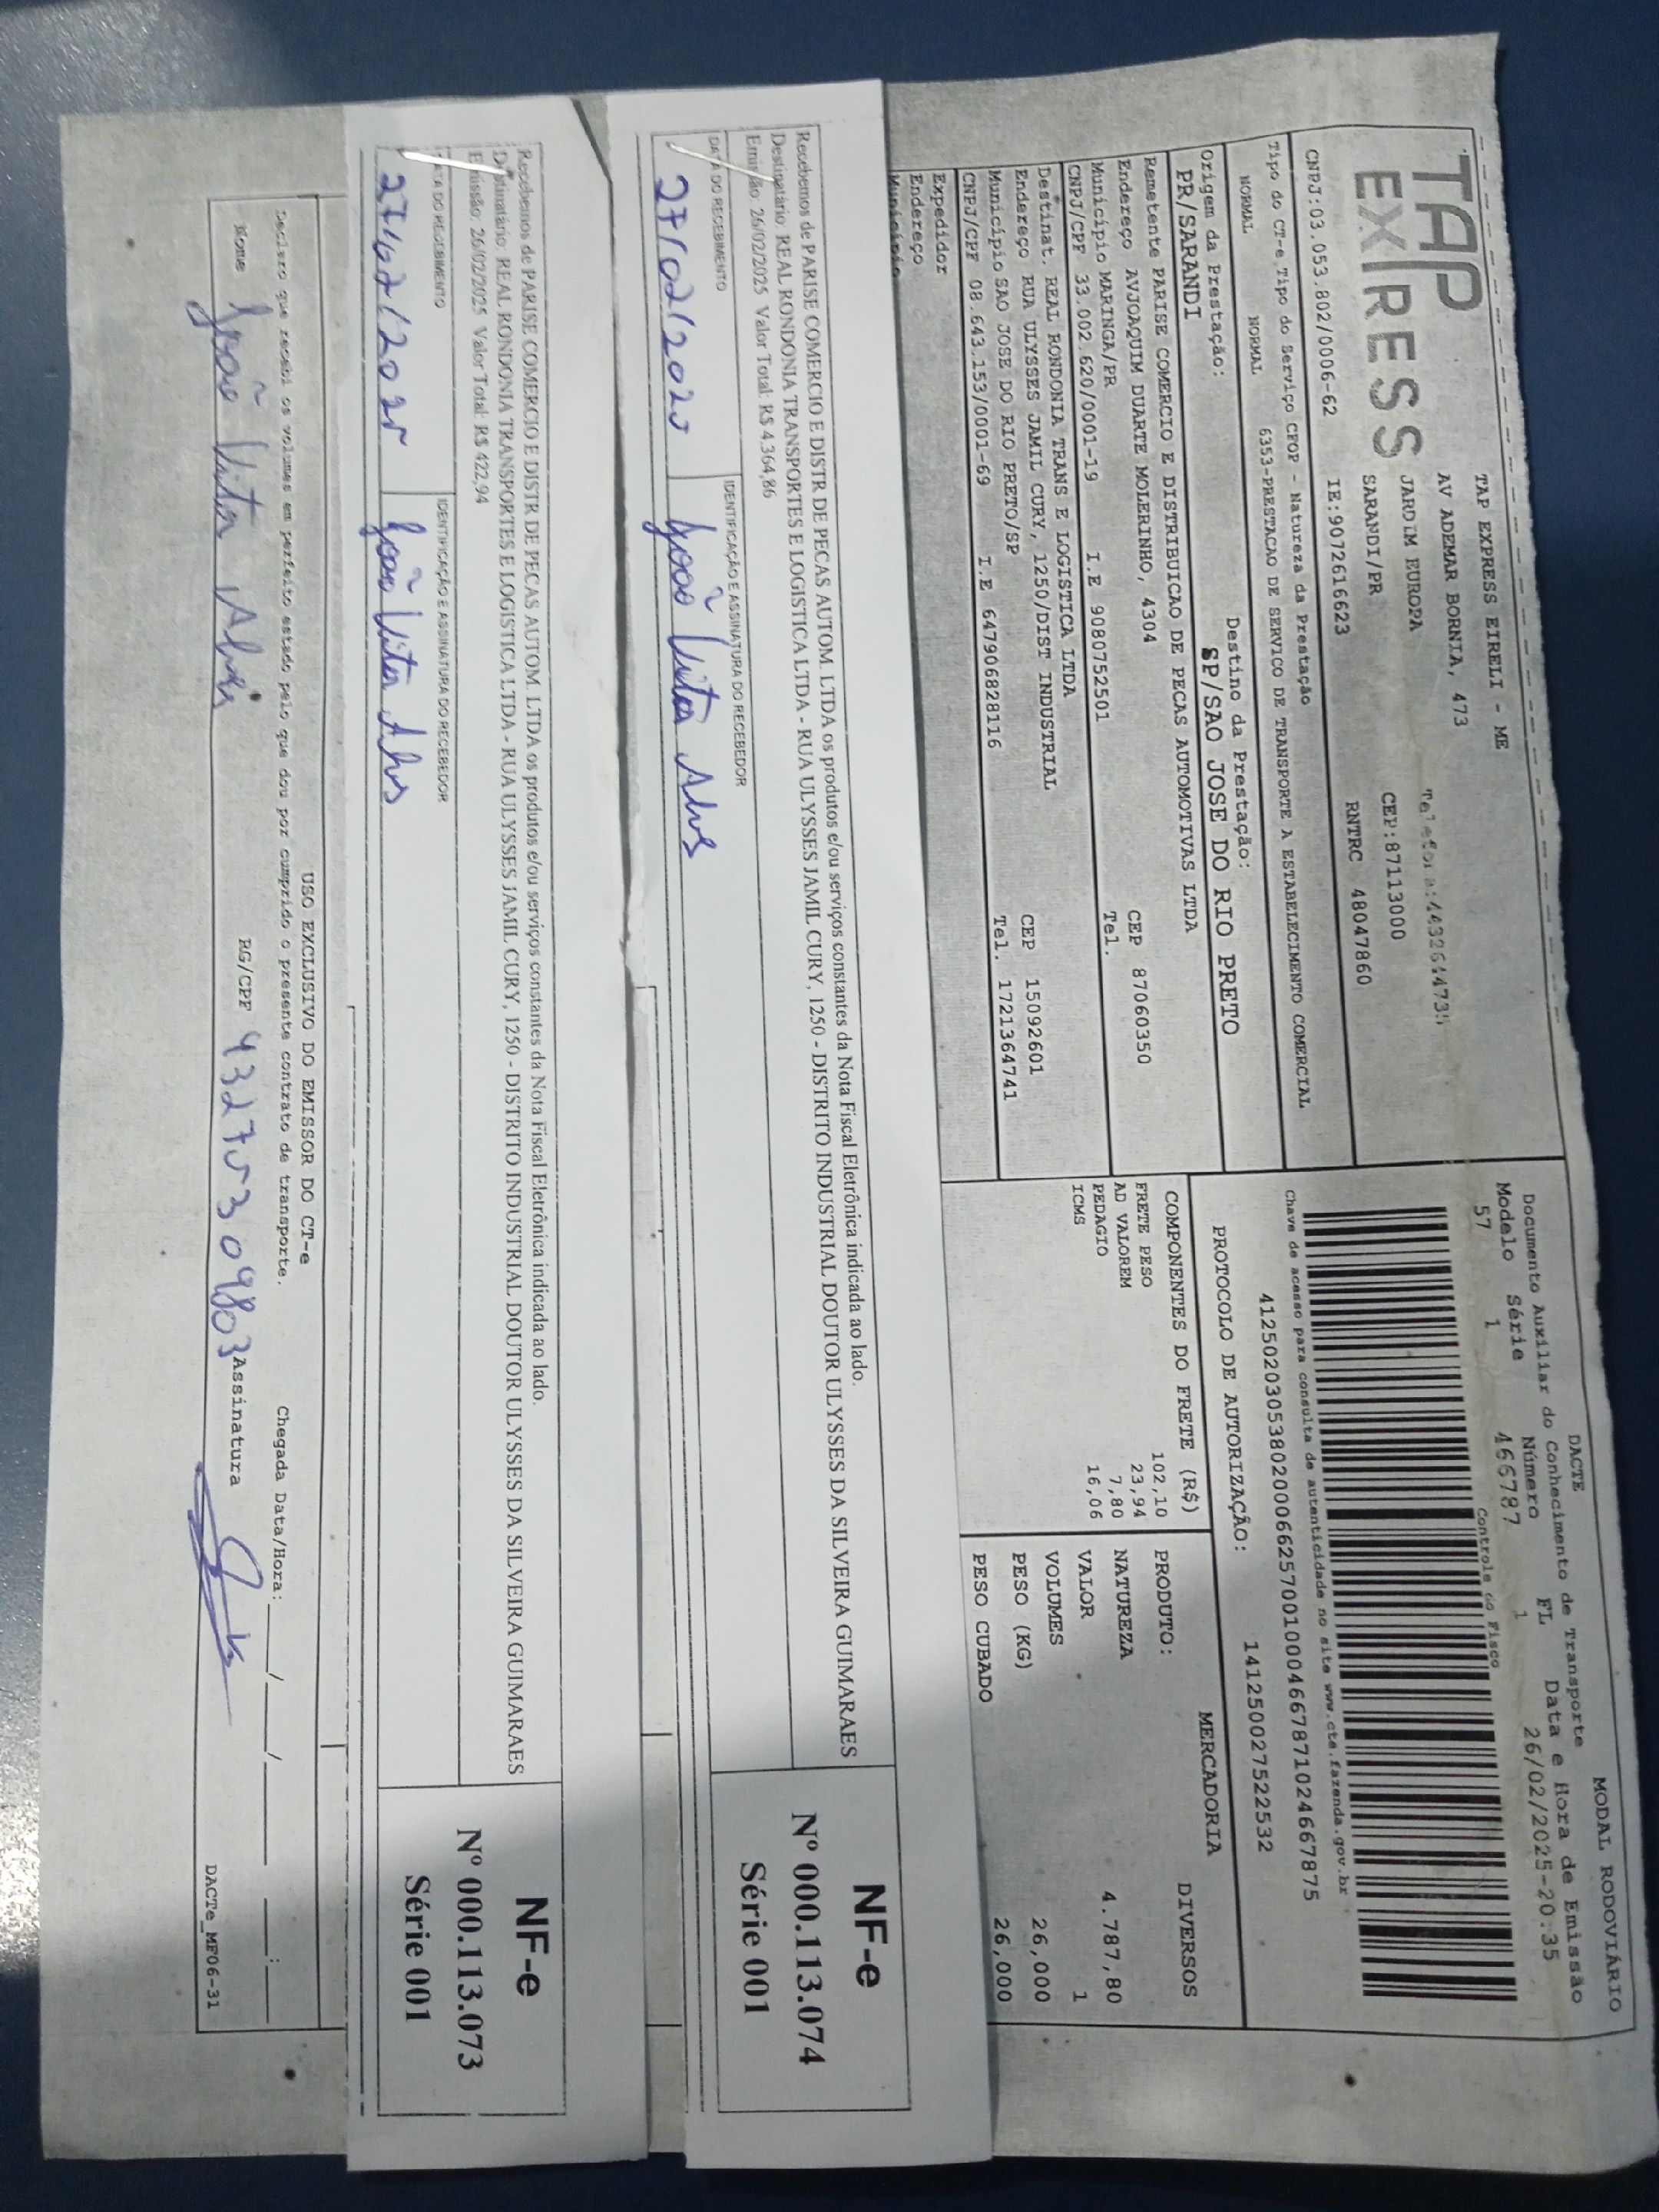 MODAL RODOVIÁRIO
DACTE
Documento Auxiliar do Conhecimento de Transporte
Modelo Série Número FL Data e Hora de Emissão
57 1 466787 1 26/02/2025-20:35
Controle do Fisco
TAP EXPRESS
TAP EXPRESS EIRELI - ME
AV ADEMAR BORNIA, 473
JARDIM EUROPA
SARANDI/PR CEP:87113000
CNPJ:03.053.802/0006-62 IE:9072616623 RNTRC 48047860
Chave de acesso para consulta de autenticidade no site www.cte.fazenda.gov.br
41250203053802000662570010004667871024667875
Tipo do CT-e Tipo do Serviço CFOP - Natureza da Prestação
NORMAL NORMAL 6353-PRESTACAO DE SERVICO DE TRANSPORTE A ESTABELECIMENTO COMERCIAL
PROTOCOLO DE AUTORIZAÇÃO: 141250027522532
Origem da Prestação: Destino da Prestação:
PR/SARANDI SP/SAO JOSE DO RIO PRETO
Remetente PARISE COMERCIO E DISTRIBUICAO DE PECAS AUTOMOTIVAS LTDA
Endereço AVJOAQUIM DUARTE MOLERINHO, 4304 CEP 87060350
Município MARINGA/PR Tel.
CNPJ/CPF 33.002.620/0001-19 I.E 9080752501
Destinat. REAL RONDONIA TRANS E LOGISTICA LTDA
Endereço RUA ULYSSES JAMIL CURY, 1250/DIST INDUSTRIAL CEP 15092601
Município SAO JOSE DO RIO PRETO/SP Tel. 1721364741
CNPJ/CPF 08.643.153/0001-69 I.E 647906828116
Expedidor
Endereço
Município
COMPONENTES DO FRETE (R$)
FRETE PESO 102,10
AD VALOREM 23,94
PEDAGIO 7,80
ICMS 16,06
MERCADORIA
PRODUTO: DIVERSOS
NATUREZA
VALOR 4.787,80
VOLUMES 1
PESO (KG) 26,000
PESO CUBADO 26,000
Recebemos de PARISE COMERCIO E DISTR DE PECAS AUTOM. LTDA os produtos e/ou serviços constantes da Nota Fiscal Eletrônica indicada ao lado.
Destinatário: REAL RONDONIA TRANSPORTES E LOGISTICA LTDA - RUA ULYSSES JAMIL CURY, 1250 - DISTRITO INDUSTRIAL DOUTOR ULYSSES DA SILVEIRA GUIMARAES
Emissão: 26/02/2025 Valor Total: R$ 4.364,86
DATA DO RECEBIMENTO IDENTIFICAÇÃO E ASSINATURA DO RECEBEDOR
João Vitor Alves
NF-e
Nº 000.113.074
Série 001
Recebemos de PARISE COMERCIO E DISTR DE PECAS AUTOM. LTDA os produtos e/ou serviços constantes da Nota Fiscal Eletrônica indicada ao lado.
Destinatário: REAL RONDONIA TRANSPORTES E LOGISTICA LTDA - RUA ULYSSES JAMIL CURY, 1250 - DISTRITO INDUSTRIAL DOUTOR ULYSSES DA SILVEIRA GUIMARAES
Emissão: 26/02/2025 Valor Total: R$ 422,94
DATA DO RECEBIMENTO IDENTIFICAÇÃO E ASSINATURA DO RECEBEDOR
27/02/2025 João Vitor Alves
NF-e
Nº 000.113.073
Série 001
USO EXCLUSIVO DO EMISSOR DO CT-e
Declaro que recebi os volumes em perfeito estado pelo que dou por cumprido o presente contrato de transporte. Chegada Data/Hora: ____/____/____ ____:____
Nome João Vitor Alves RG/CPF 43275309803 Assinatura
DACTe_MF06-31